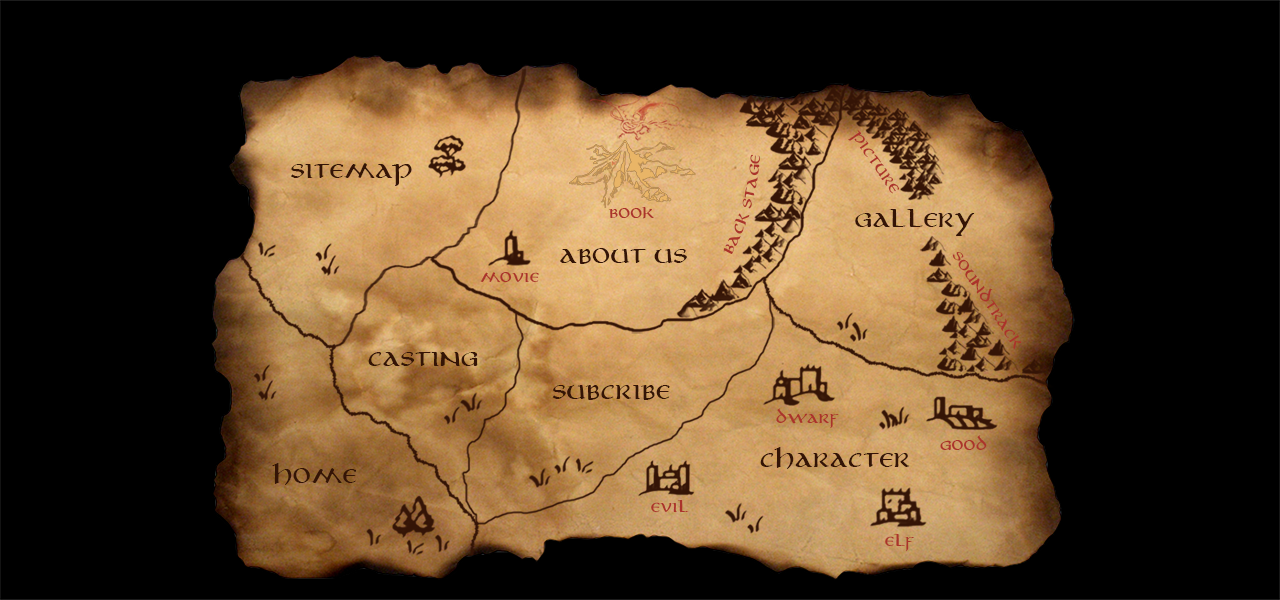 SITEMAP
BOOK
MOVIE
ABOUT US
BACK STAGE
PICTURE
GALLERY
SOUNDTRACK
CASTING
SUBCRIBE
DWARF
GOOD
CHARACTER
HOME
EVIL
ELF